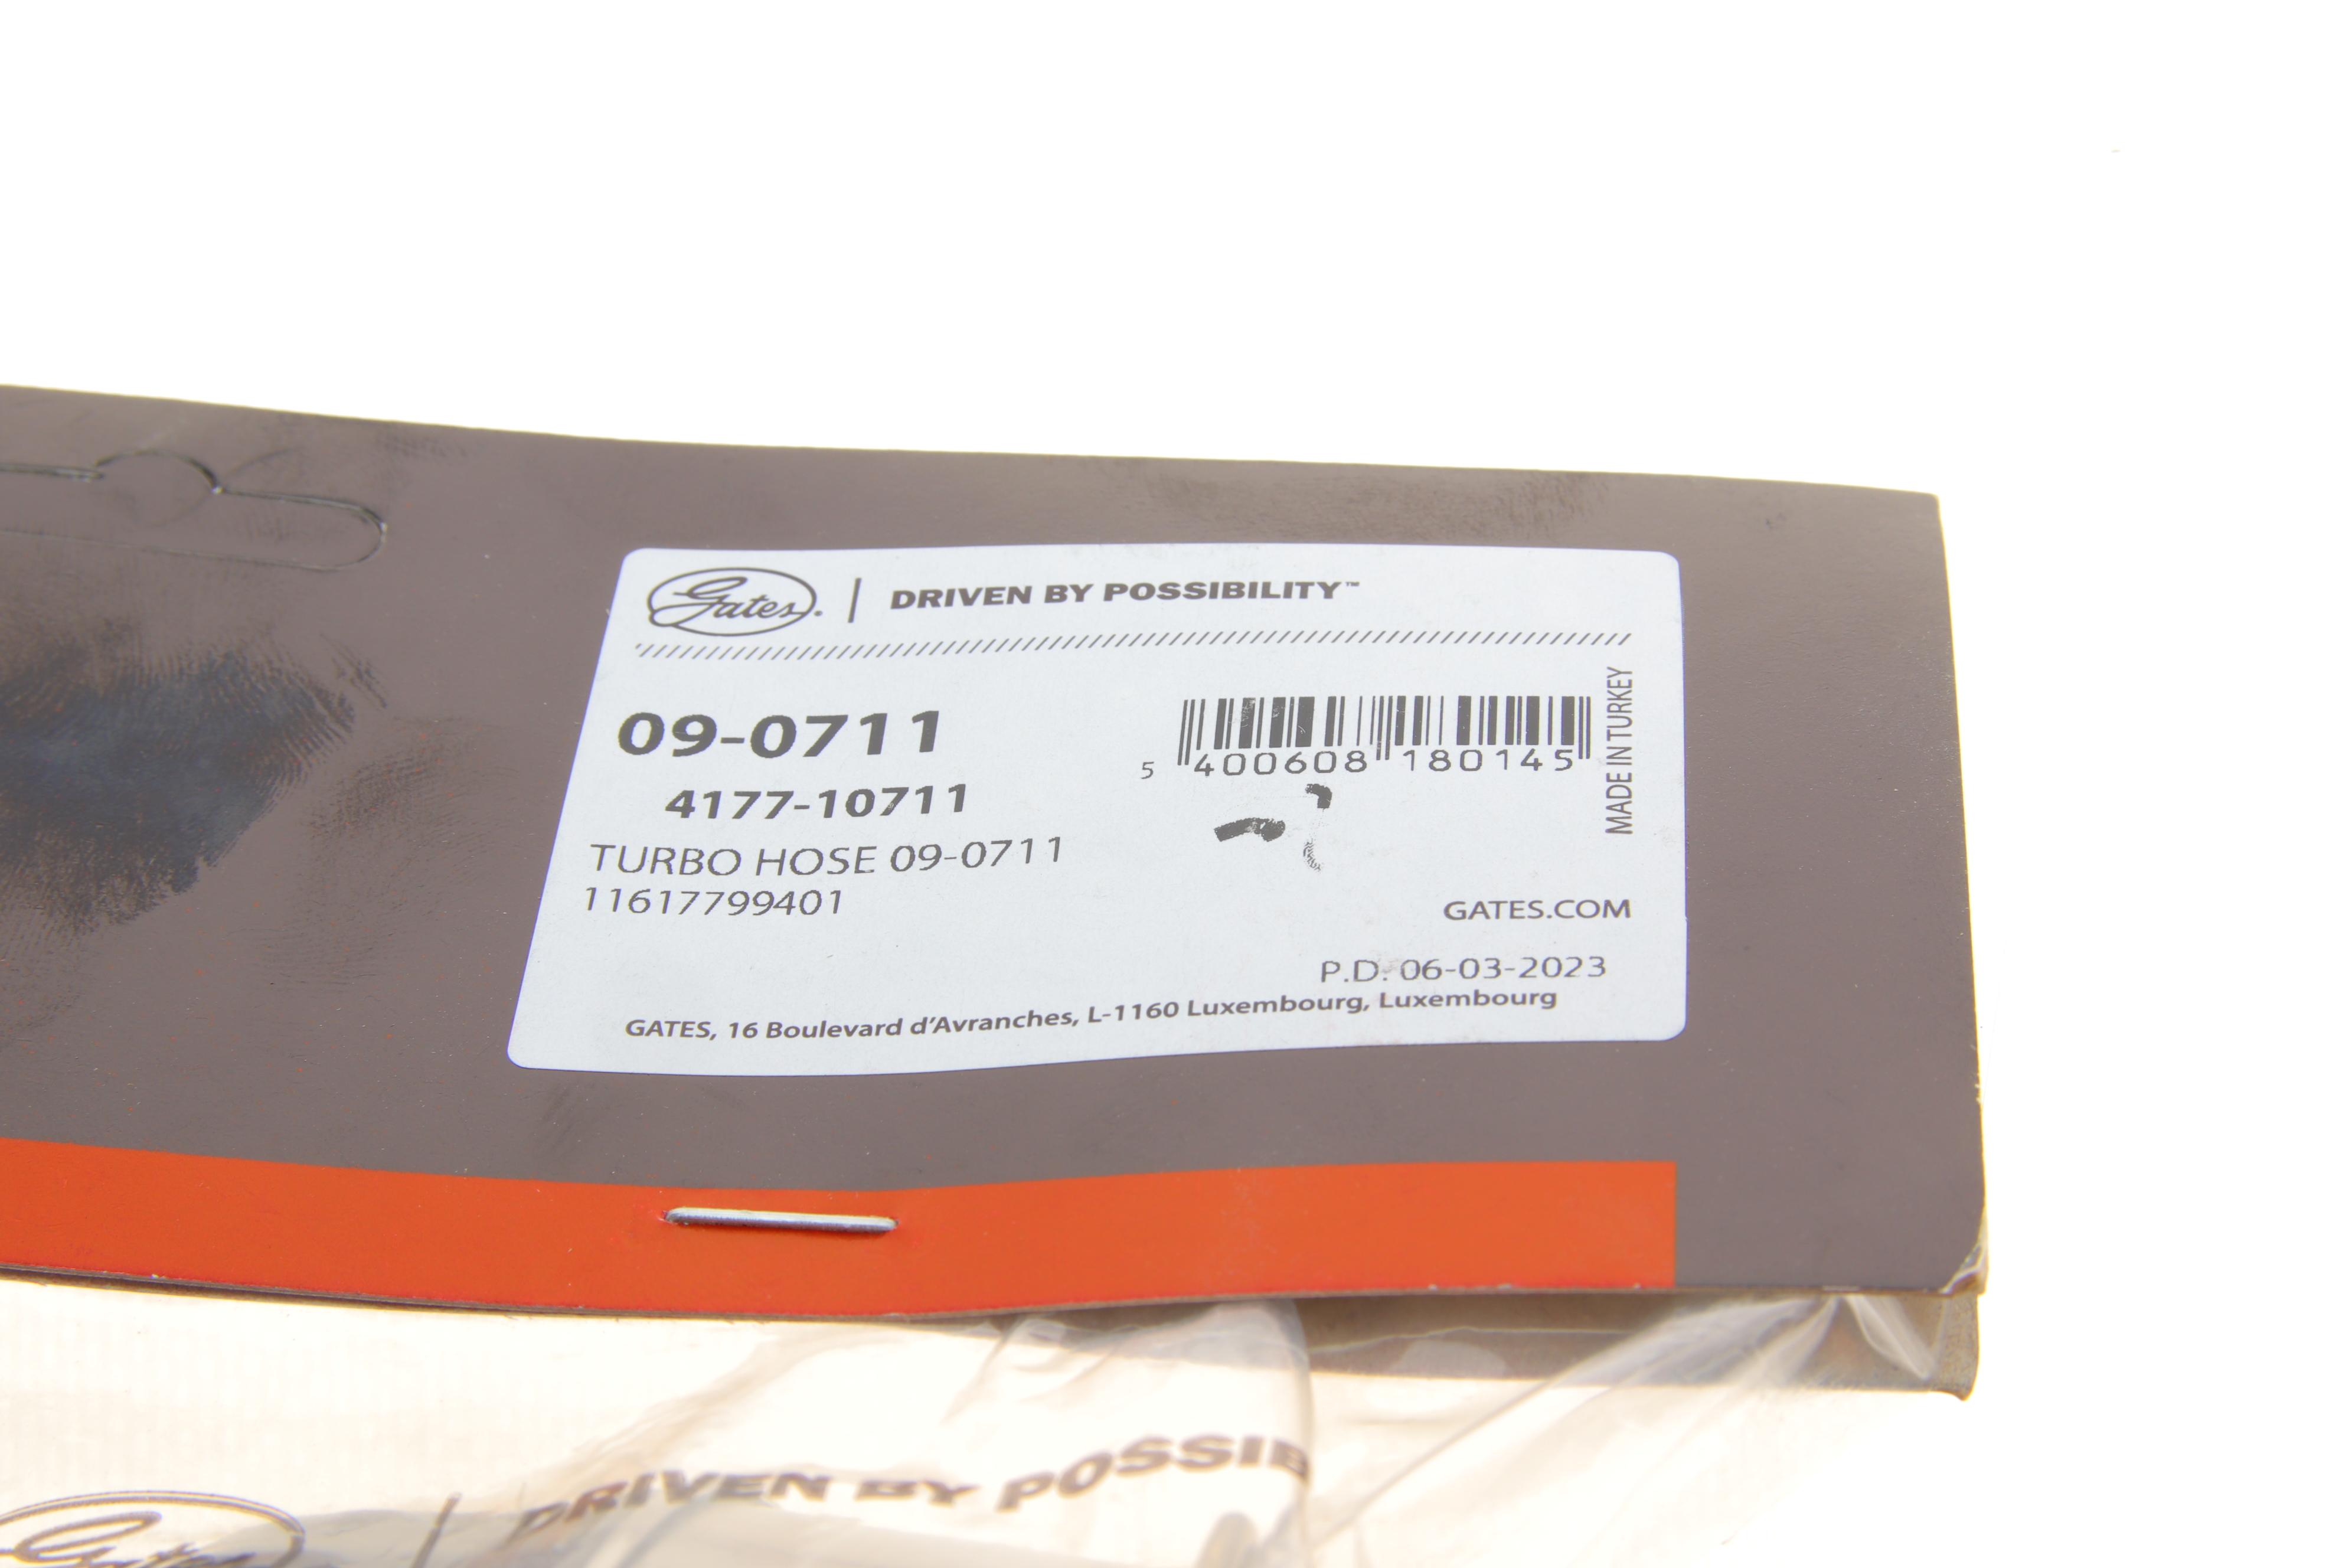 Gates® | DRIVEN BY POSSIBILITY™
09-0711
4177-10711
TURBO HOSE 09-0711
11617799401
5 400608 180145
MADE IN TURKEY
GATES.COM
P.D. 06-03-2023
GATES, 16 Boulevard d'Avranches, L-1160 Luxembourg, Luxembourg
Gates | DRIVEN BY POSSIB